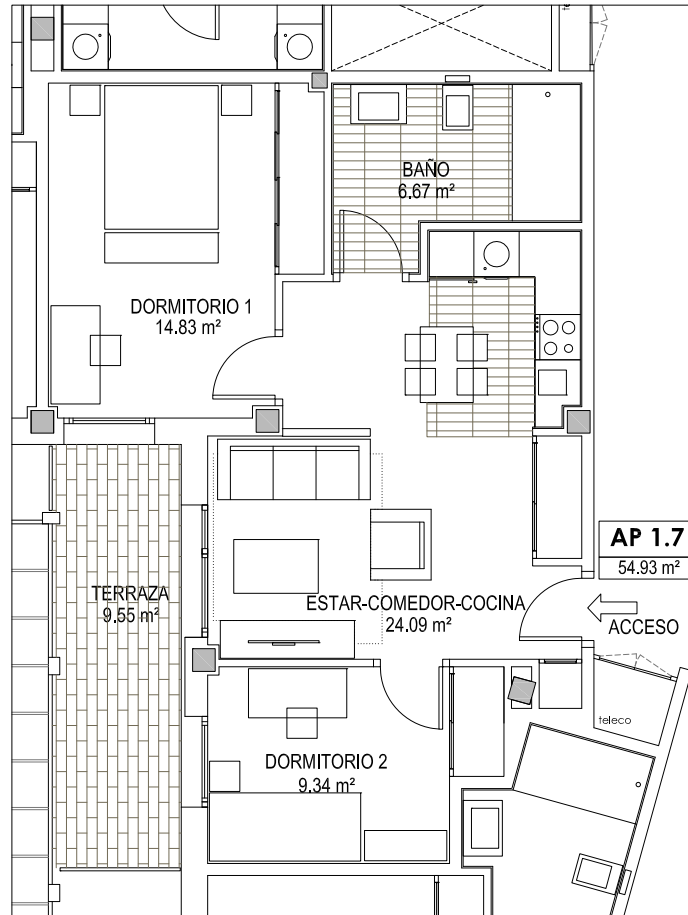 BAÑO
6.67 m²
DORMITORIO 1
14.83 m²
AP 1.7
54.93 m²
TERRAZA
9.55 m²
ESTAR-COMEDOR-COCINA
24.09 m²
ACCESO
teleco
DORMITORIO 2
9.34 m²